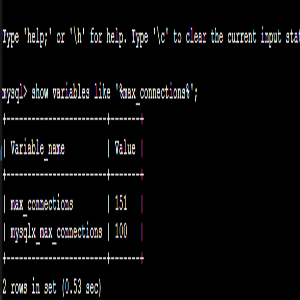 Type 'help;' or '\h' for help. Type '\c' to clear the current input stat
mysql> show variables like '%max_connections%';
+------------------------+-------+
| Variable_name | Value |
+------------------------+-------+
| max_connections | 151 |
| mysqlx_max_connections | 100 |
+------------------------+-------+
2 rows in set (0.53 sec)